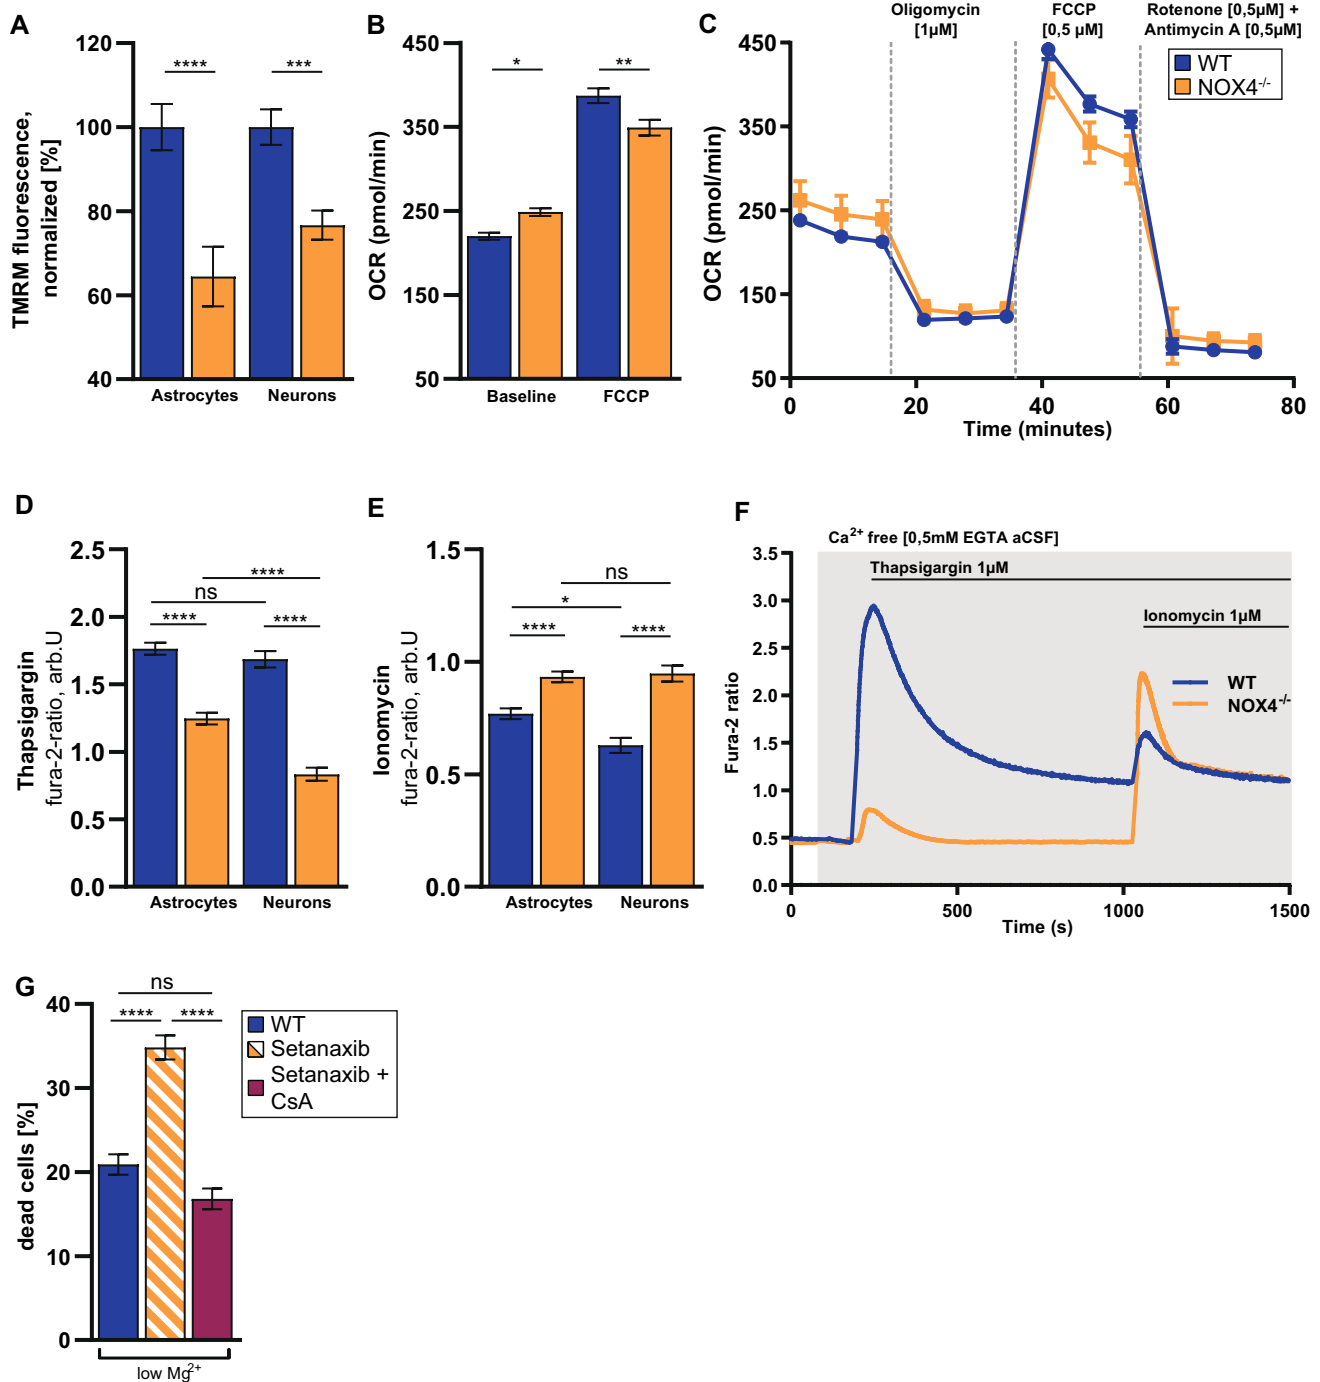 A
120
100
80
60
40
TMRM fluorescence,
normalized [%]
****
***
Astrocytes
Neurons
B
450
350
250
150
50
OCR (pmol/min)
*
**
Baseline
FCCP
C
Oligomycin
[1µM]
FCCP
[0,5 µM]
Rotenone [0,5µM] +
Antimycin A [0,5µM]
WT
NOX4-/-
450
350
250
150
50
OCR (pmol/min)
0
20
40
60
80
Time (minutes)
D
2.5
2.0
1.5
1.0
0.5
0.0
Thapsigargin
fura-2-ratio, arb.U
****
ns
****
****
Astrocytes
Neurons
E
1.5
1.0
0.5
0.0
Ionomycin
fura-2-ratio, arb.U
ns
*
****
****
Astrocytes
Neurons
F
Ca2+ free [0,5mM EGTA aCSF]
Thapsigargin 1µM
Ionomycin 1µM
WT
NOX4-/-
3.5
3.0
2.5
2.0
1.5
1.0
0.5
0.0
Fura-2 ratio
0
500
1000
1500
Time (s)
G
ns
****
****
40
30
20
10
0
dead cells [%]
low Mg2+
WT
Setanaxib
Setanaxib +
CsA